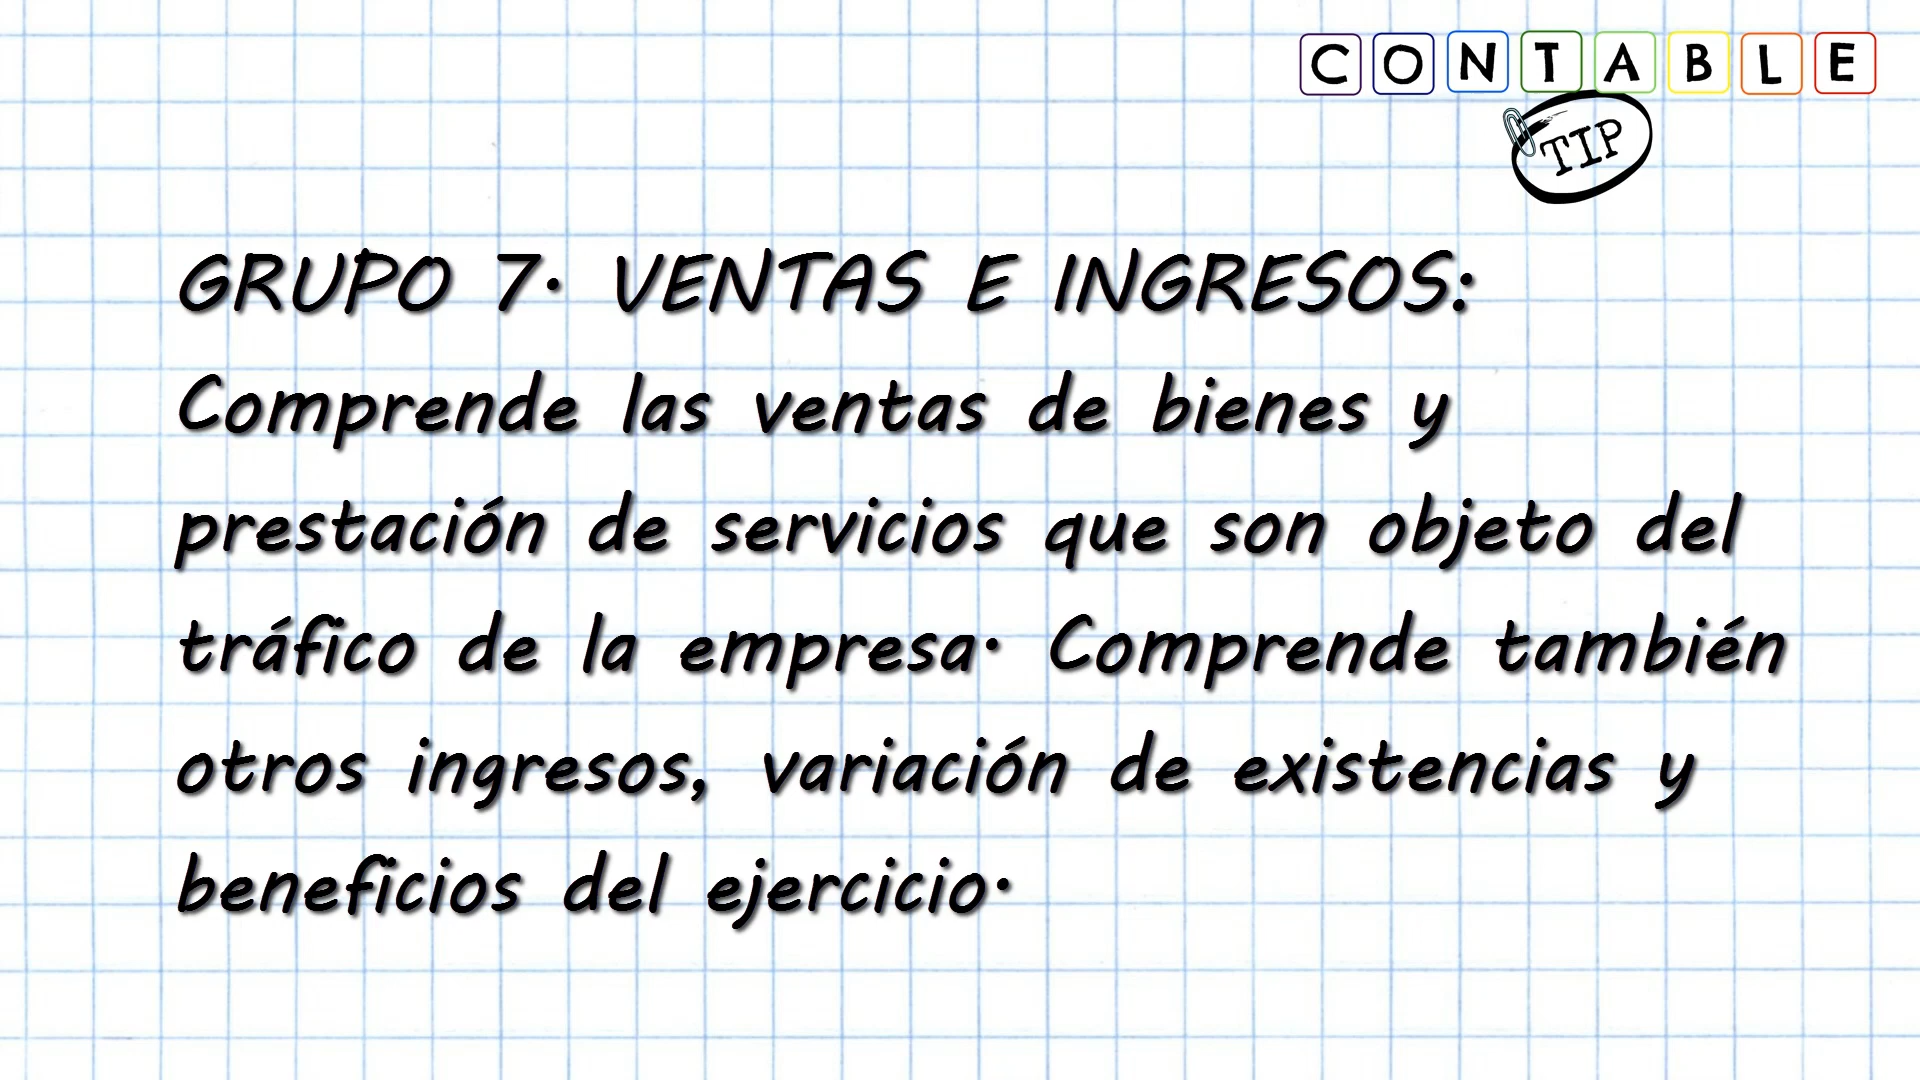 CONTABLE
TIP
GRUPO 7. VENTAS E INGRESOS:
Comprende las ventas de bienes y
prestación de servicios que son objeto del
tráfico de la empresa. Comprende también
otros ingresos, variación de existencias y
beneficios del ejercicio.